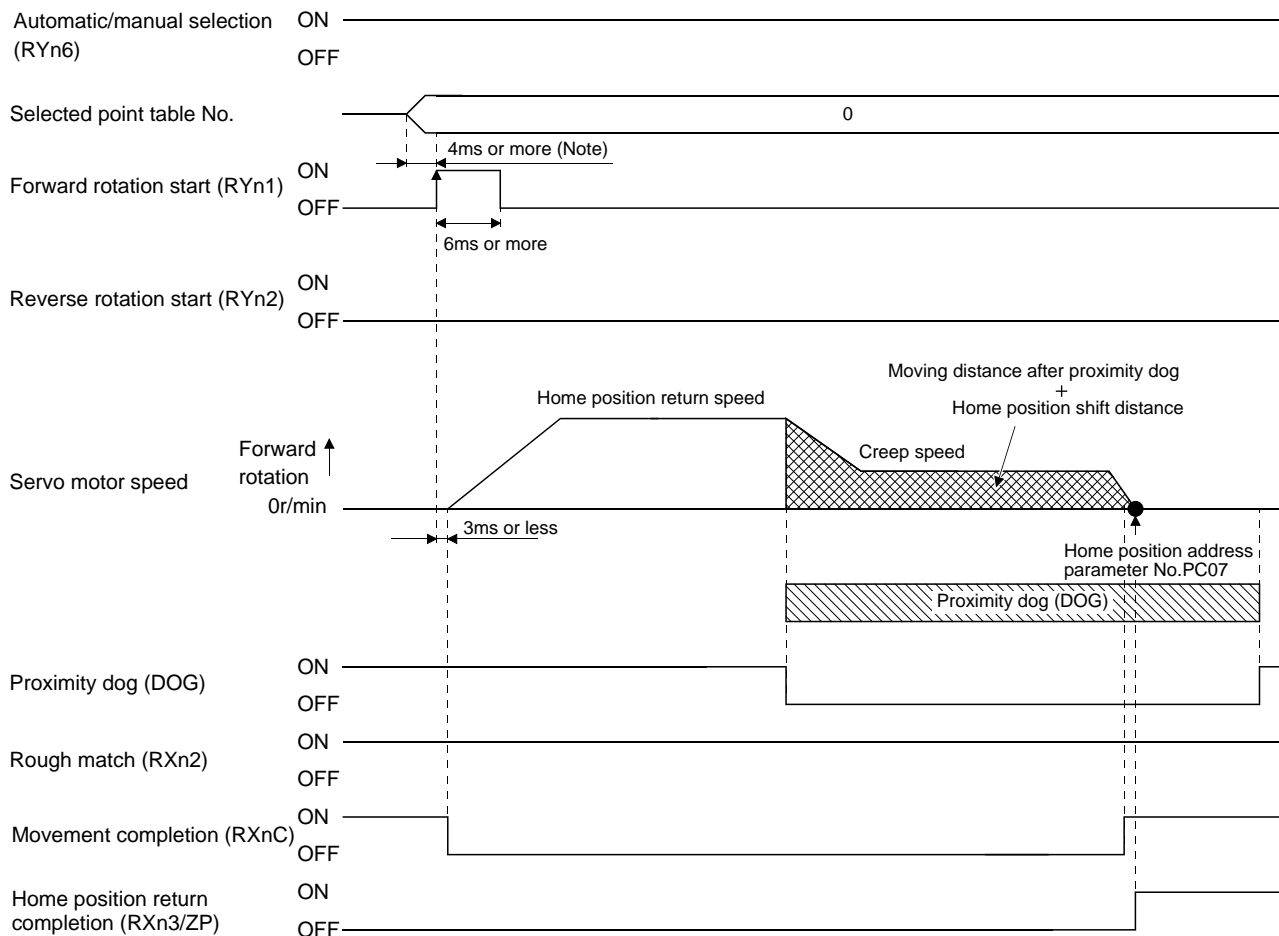 Automatic/manual selection
(RYn6)
ON
OFF
Selected point table No.
0
4ms or more (Note)
Forward rotation start (RYn1)
ON
OFF
6ms or more
Reverse rotation start (RYn2)
ON
OFF
Moving distance after proximity dog
+
Home position shift distance
Home position return speed
Creep speed
Servo motor speed
Forward
rotation
0r/min
3ms or less
Home position address
parameter No.PC07
Proximity dog (DOG)
Proximity dog (DOG)
ON
OFF
Rough match (RXn2)
ON
OFF
Movement completion (RXnC)
ON
OFF
Home position return
completion (RXn3/ZP)
ON
OFF